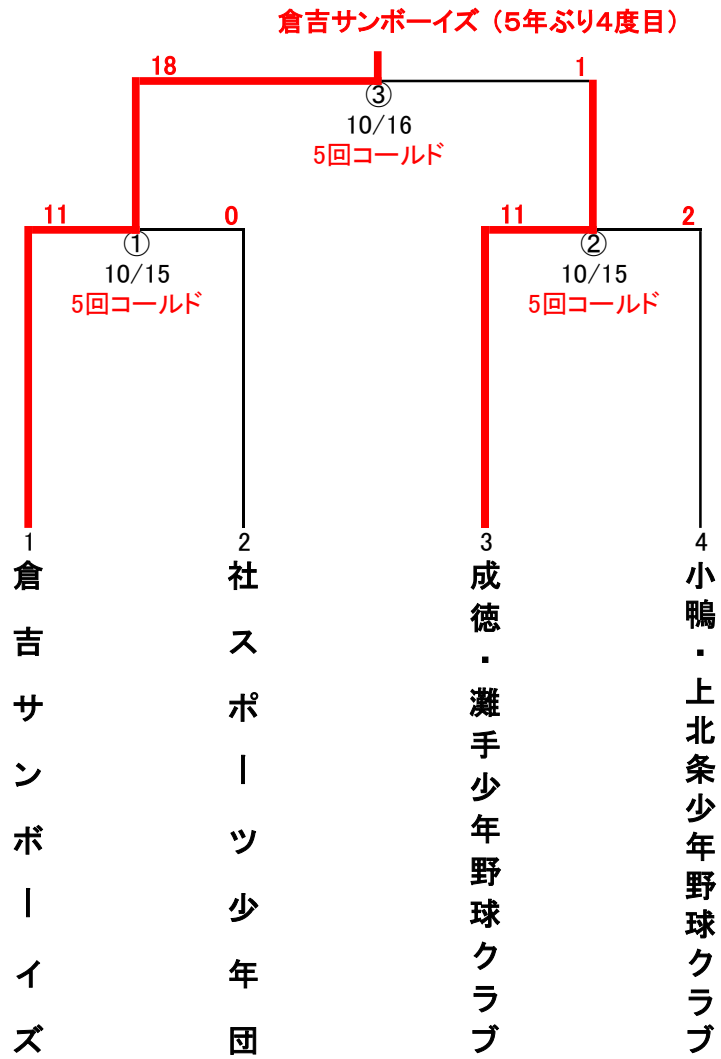 倉吉サンボーイズ（５年ぶり４度目）
18
1
③
10/16
5回コールド
11
0
11
2
①
②
10/15
10/15
5回コールド
5回コールド
1
2
3
4
倉吉サンボーイズ
社スポーツ少年団
成徳・灘手少年野球クラブ
小鴨・上北条少年野球クラブ